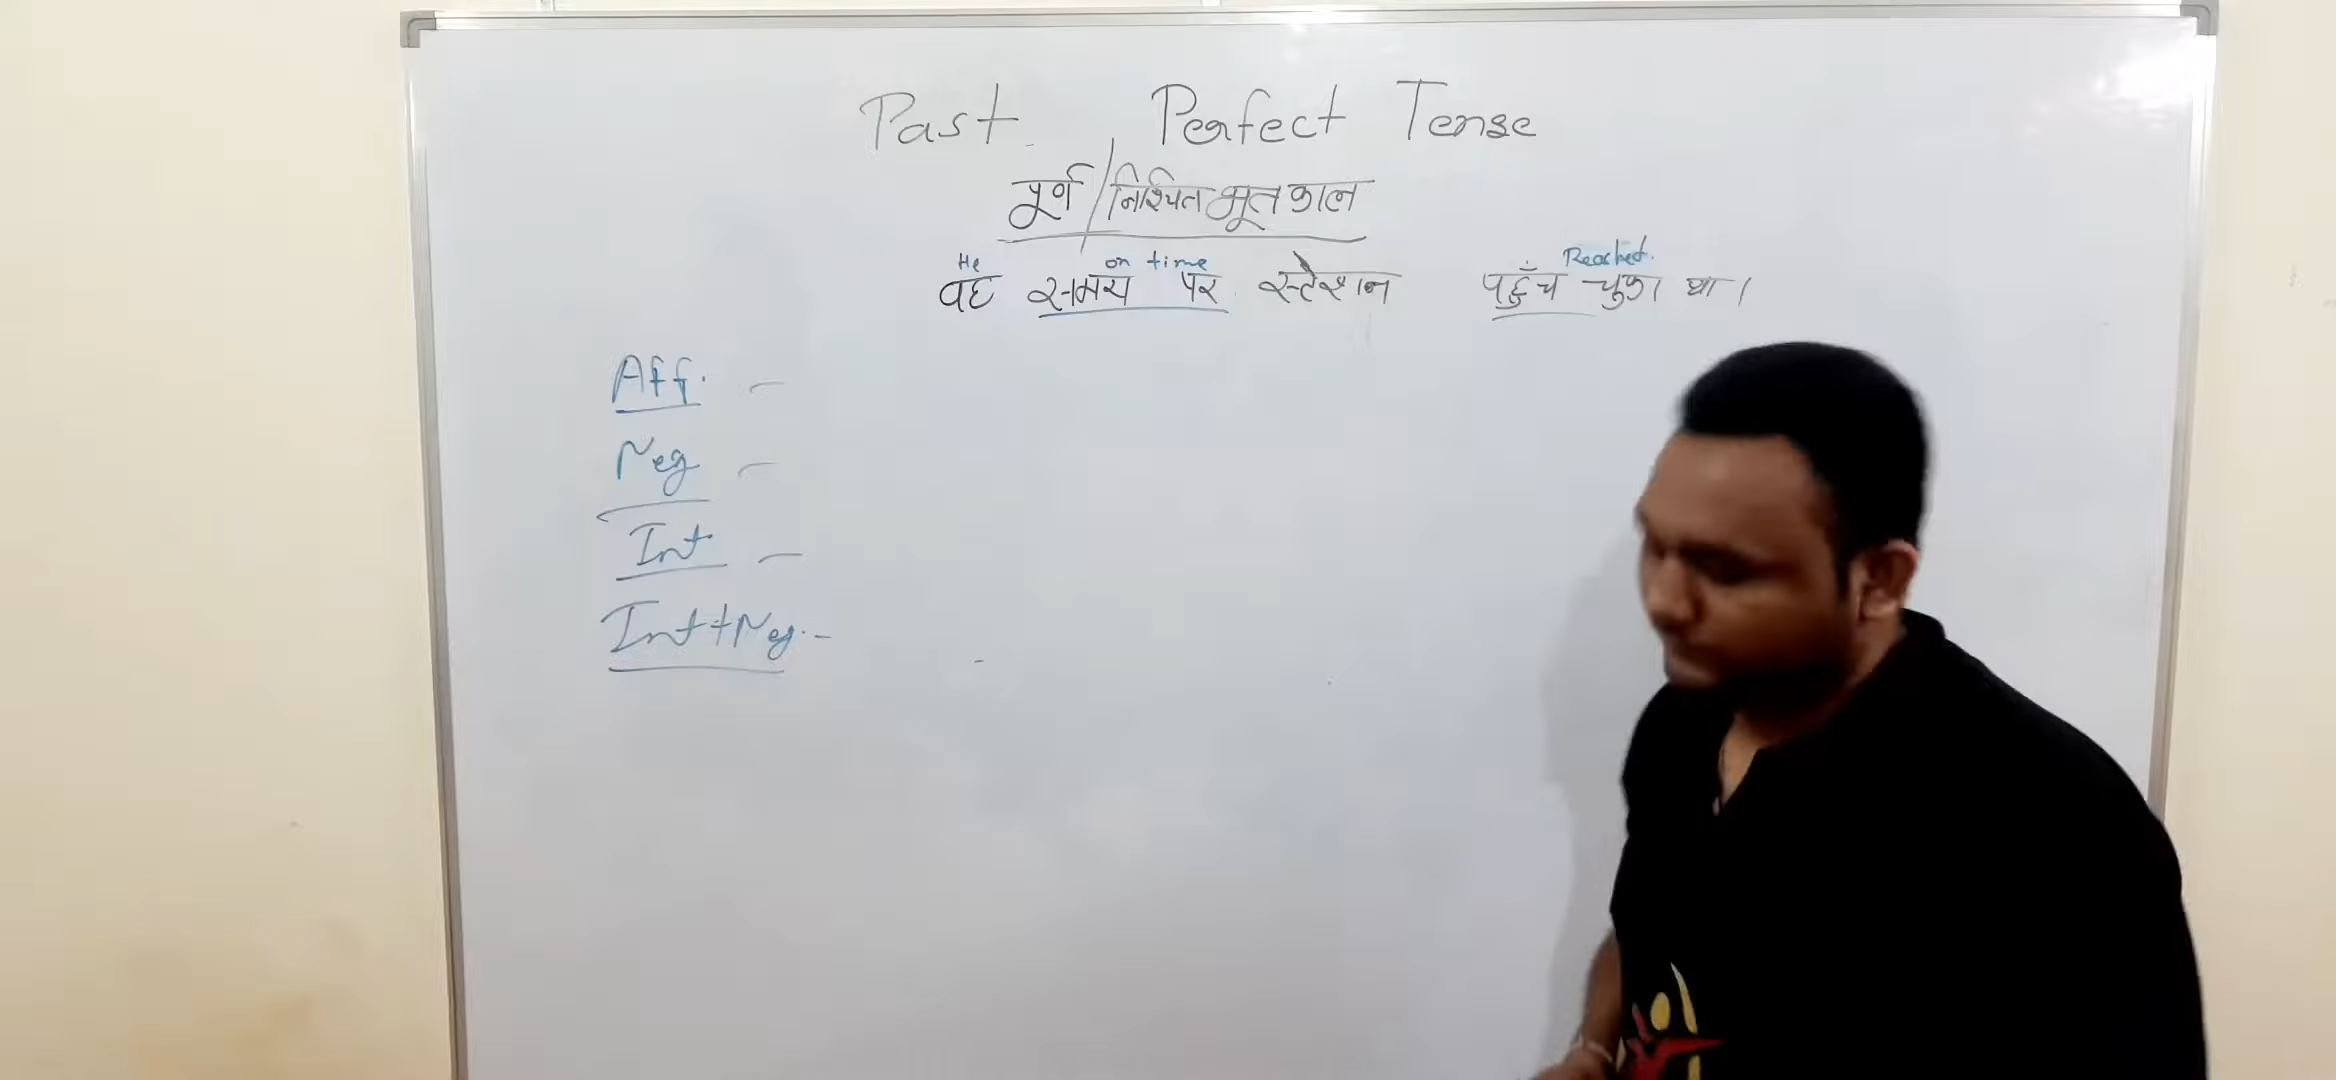 Past Perfect Tense
पूर्ण / निश्चित भूतकाल
He on time Reached.
वह समय पर स्टेशन पहुँच चुका था।
Aff. -
Neg -
Int -
Int + Neg. -